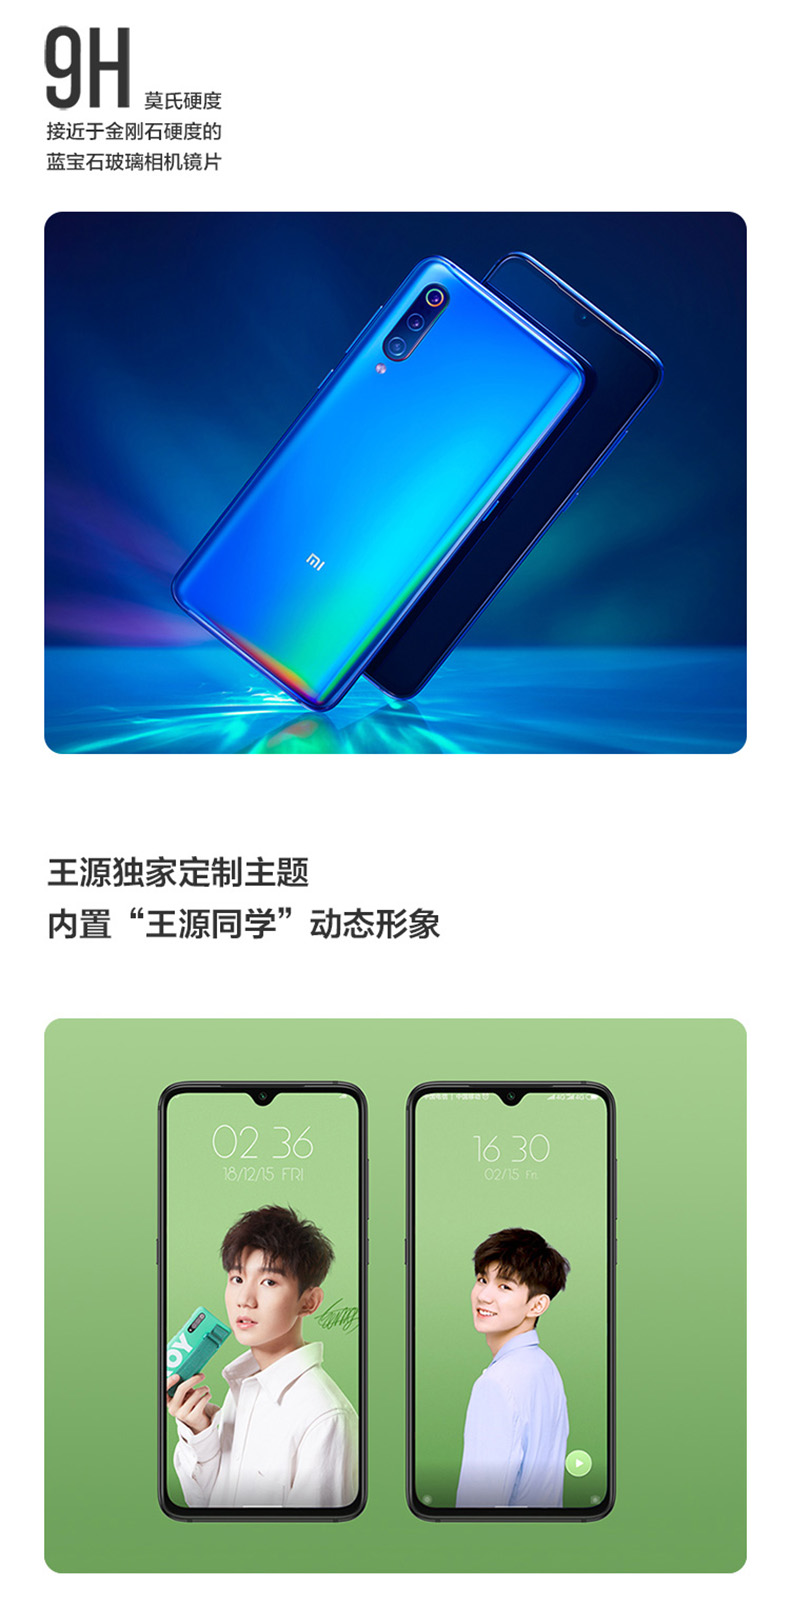 9H 莫氏硬度
接近于金刚石硬度的
蓝宝石玻璃相机镜片
mi
王源独家定制主题
内置“王源同学”动态形象
02 36
18/12/15 FRI
16 30
02/15 Fri